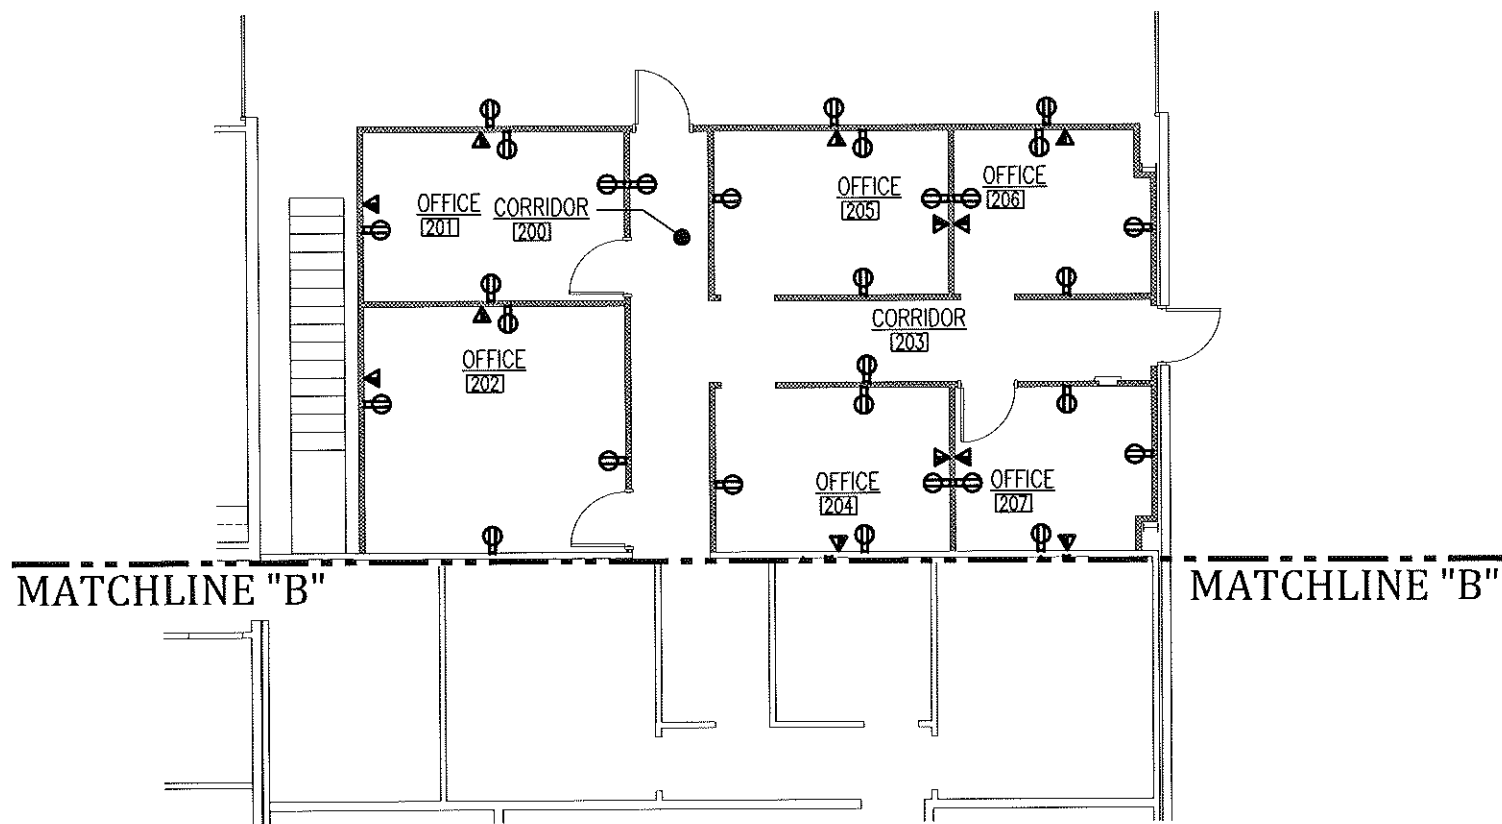 OFFICE
206
OFFICE
205
OFFICE
201
CORRIDOR
200
CORRIDOR
203
OFFICE
202
OFFICE
204
OFFICE
207
MATCHLINE "B"
MATCHLINE "B"